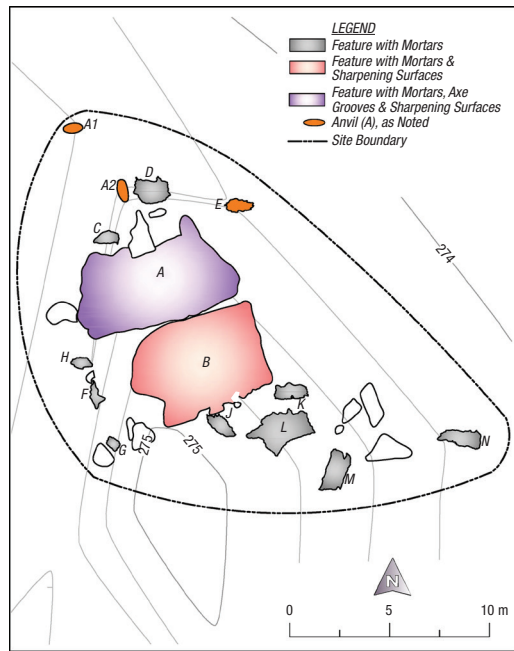 LEGEND
Feature with Mortars
Feature with Mortars &
Sharpening Surfaces
Feature with Mortars, Axe
Grooves & Sharpening Surfaces
Anvil (A), as Noted
Site Boundary
A1
A2
D
E
C
274
A
H
B
F
K
J
L
N
G
275
275
M
N
0
5
10 m